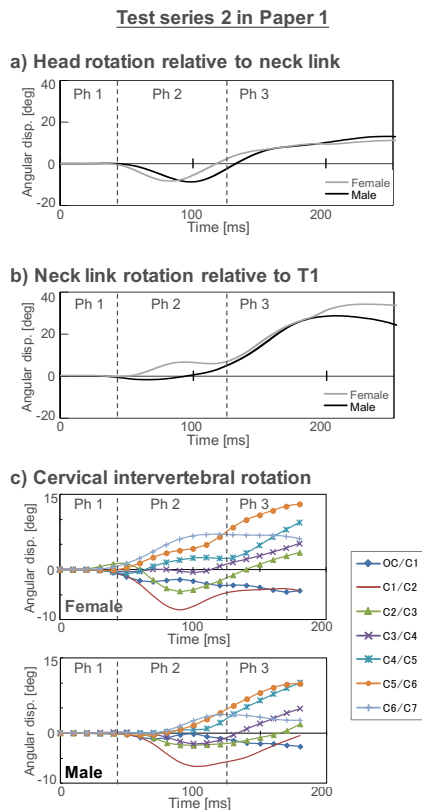 Test series 2 in Paper 1
a) Head rotation relative to neck link
Angular disp. [deg]
40
20
0
-20
Ph 1
Ph 2
Ph 3
Female
Male
0
100
200
Time [ms]
b) Neck link rotation relative to T1
Angular disp. [deg]
40
20
0
-20
Ph 1
Ph 2
Ph 3
Female
Male
0
100
200
Time [ms]
c) Cervical intervertebral rotation
Angular disp. [deg]
15
0
-10
Ph 1
Ph 2
Ph 3
Female
0
100
200
Time [ms]
Angular disp. [deg]
15
0
-10
Ph 1
Ph 2
Ph 3
Male
0
100
200
Time [ms]
OC/C1
C1/C2
C2/C3
C3/C4
C4/C5
C5/C6
C6/C7